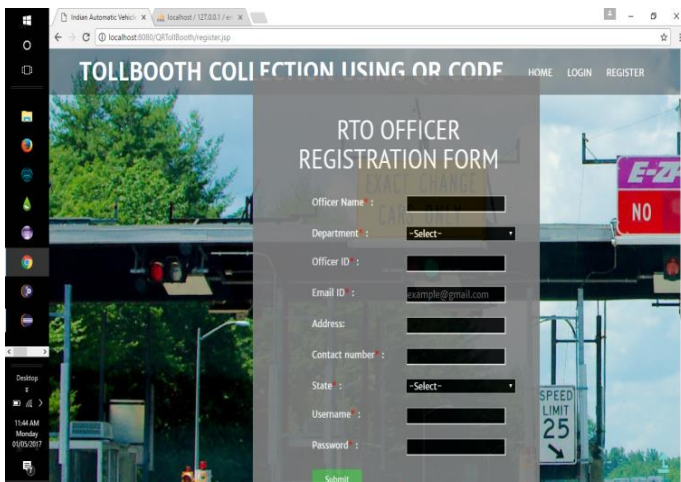 Indian Automatic Vehicle
localhost / 127.0.0.1 / en
localhost:8080/QRTollBooth/register.jsp
TOLLBOOTH COLLECTION USING QR CODE
HOME LOGIN REGISTER
RTO OFFICER
REGISTRATION FORM
EXACT CHANGE
CARS ONLY
E-ZP
NO
Officer Name* :
Department* : -Select-
Officer ID* :
Email ID* : example@gmail.com
Address:
Contact number* :
State* : -Select-
Username* :
Password* :
Submit
SPEED
LIMIT
25
Desktop
11:44 AM
Monday
01/05/2017